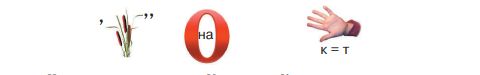 , ,,
на
к = т